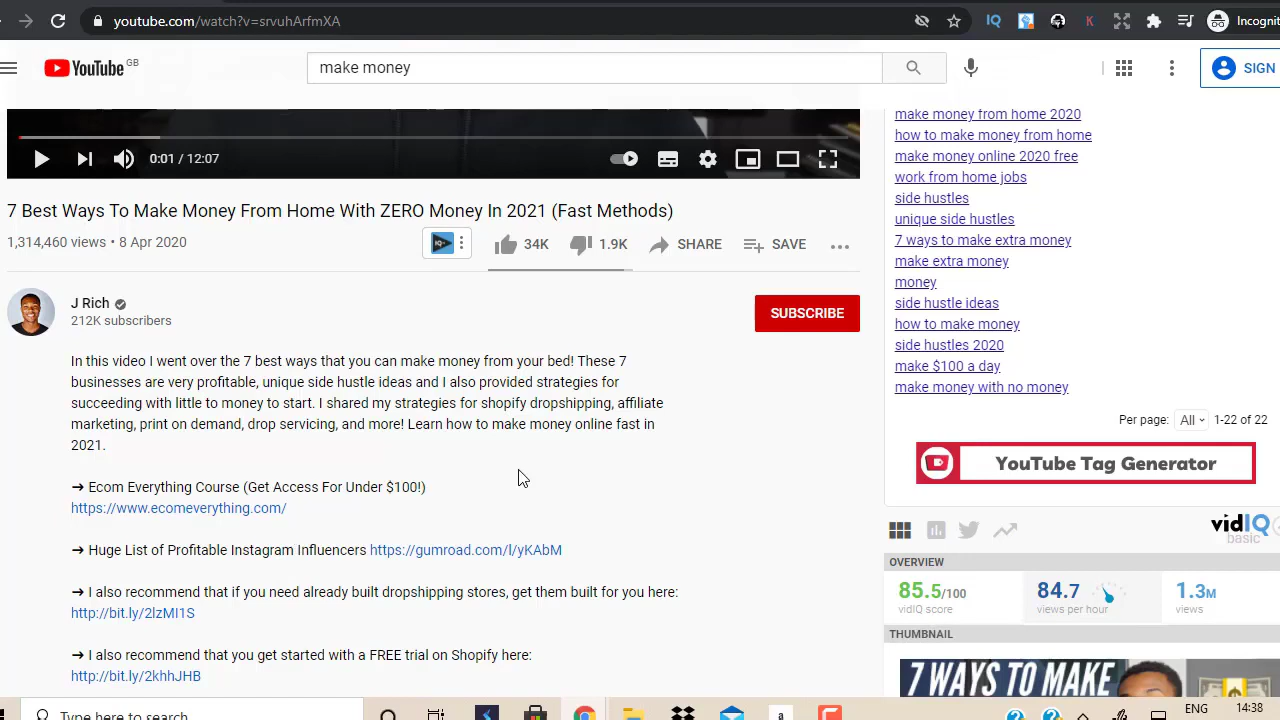 youtube.com/watch?v=srvuhArfmXA
Incognit
YouTube GB
make money
SIGN
0:01 / 12:07
7 Best Ways To Make Money From Home With ZERO Money In 2021 (Fast Methods)
1,314,460 views • 8 Apr 2020
34K
1.9K
SHARE
SAVE
J Rich
212K subscribers
SUBSCRIBE
In this video I went over the 7 best ways that you can make money from your bed! These 7
businesses are very profitable, unique side hustle ideas and I also provided strategies for
succeeding with little to money to start. I shared my strategies for shopify dropshipping, affiliate
marketing, print on demand, drop servicing, and more! Learn how to make money online fast in
2021.
➞ Ecom Everything Course (Get Access For Under $100!)
https://www.ecomeverything.com/
➞ Huge List of Profitable Instagram Influencers https://gumroad.com/l/yKAbM
➞ I also recommend that if you need already built dropshipping stores, get them built for you here:
http://bit.ly/2lzMI1S
➞ I also recommend that you get started with a FREE trial on Shopify here:
http://bit.ly/2khhJHB
make money from home 2020
how to make money from home
make money online 2020 free
work from home jobs
side hustles
unique side hustles
7 ways to make extra money
make extra money
money
side hustle ideas
how to make money
side hustles 2020
make $100 a day
make money with no money
Per page: All 1-22 of 22
YouTube Tag Generator
vidIQ
basic
OVERVIEW
85.5/100
vidIQ score
84.7
views per hour
1.3M
views
THUMBNAIL
7 WAYS TO MAKE
Type here to search
ENG
14:38